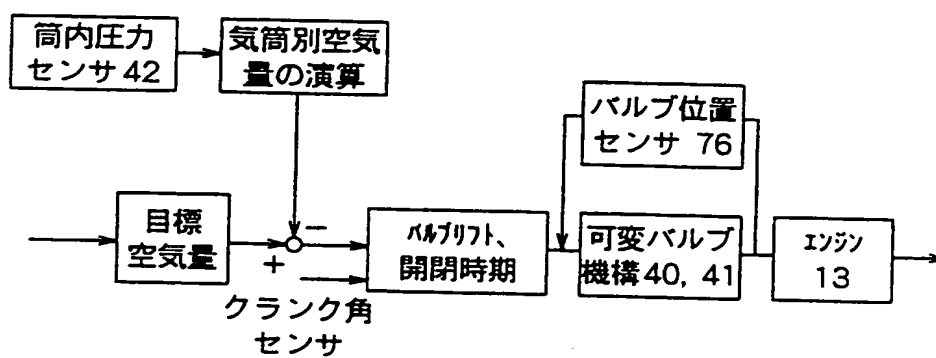 筒内圧力
センサ42
気筒別空気
量の演算
バルブ位置
センサ 76
目標
空気量
−
+
バルブリフト、
開閉時期
可変バルブ
機構40, 41
エンジン
13
クランク角
センサ